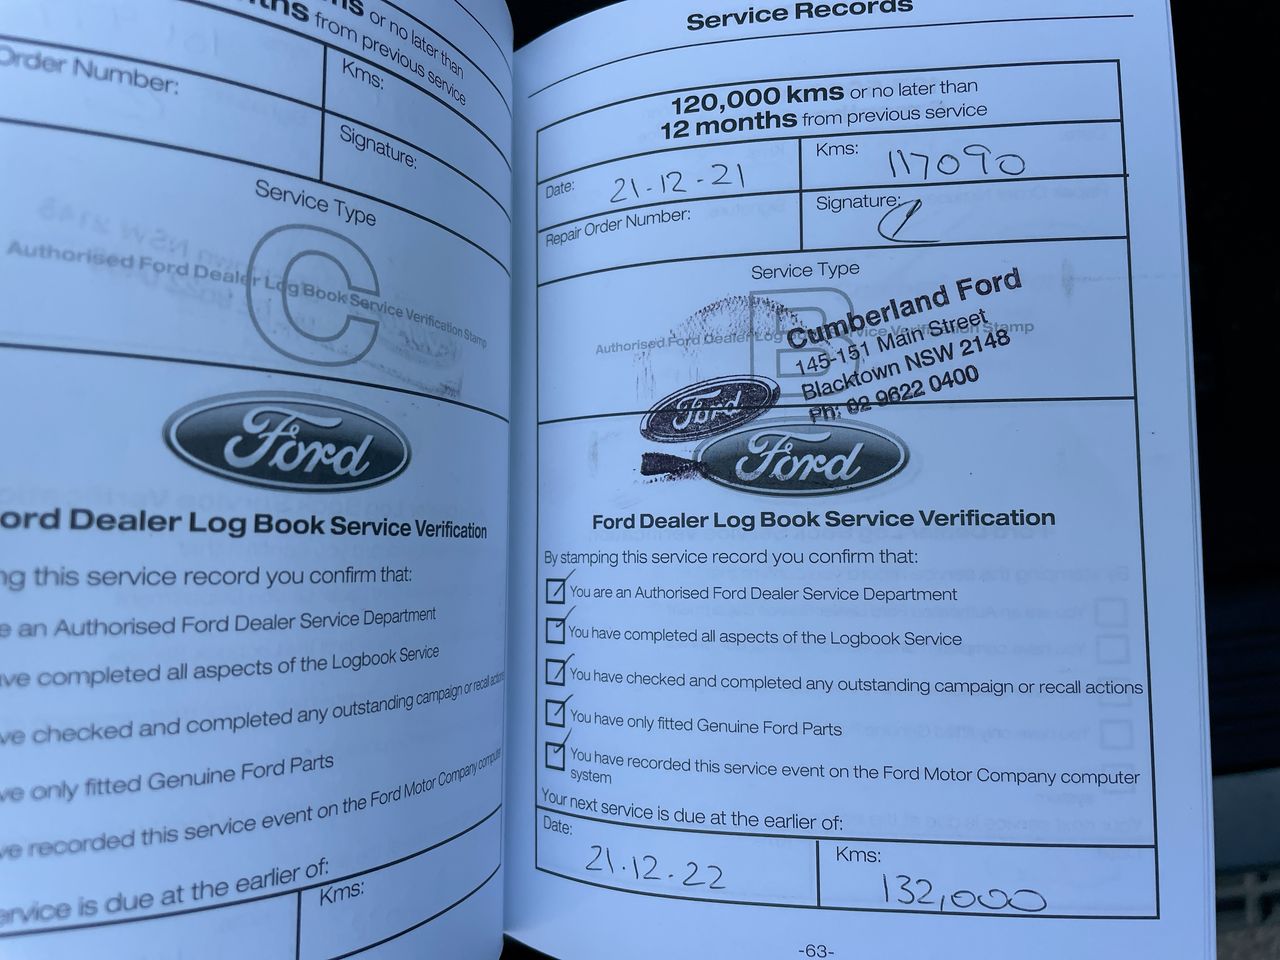 ns or no later than
nths from previous service
Order Number:
Kms:
Signature:
Service Type
C
Authorised Ford Dealer Log Book Service Verification Stamp
Ford
ord Dealer Log Book Service Verification
ng this service record you confirm that:
e an Authorised Ford Dealer Service Department
ve completed all aspects of the Logbook Service
ve checked and completed any outstanding campaign or recall actions
ve only fitted Genuine Ford Parts
ve recorded this service event on the Ford Motor Company computer
ervice is due at the earlier of:
Kms:
Service Records
120,000 kms or no later than
12 months from previous service
Date: 21-12-21
Kms: 117090
Repair Order Number:
Signature:
Service Type
B
Authorised Ford Dealer Log Service Verification Stamp
Cumberland Ford
145-151 Main Street
Blacktown NSW 2148
Ph: 02 9622 0400
Ford
Ford
Ford Dealer Log Book Service Verification
By stamping this service record you confirm that:
You are an Authorised Ford Dealer Service Department
You have completed all aspects of the Logbook Service
You have checked and completed any outstanding campaign or recall actions
You have only fitted Genuine Ford Parts
You have recorded this service event on the Ford Motor Company computer
system
Your next service is due at the earlier of:
Date: 21.12.22
Kms: 132,000
-63-